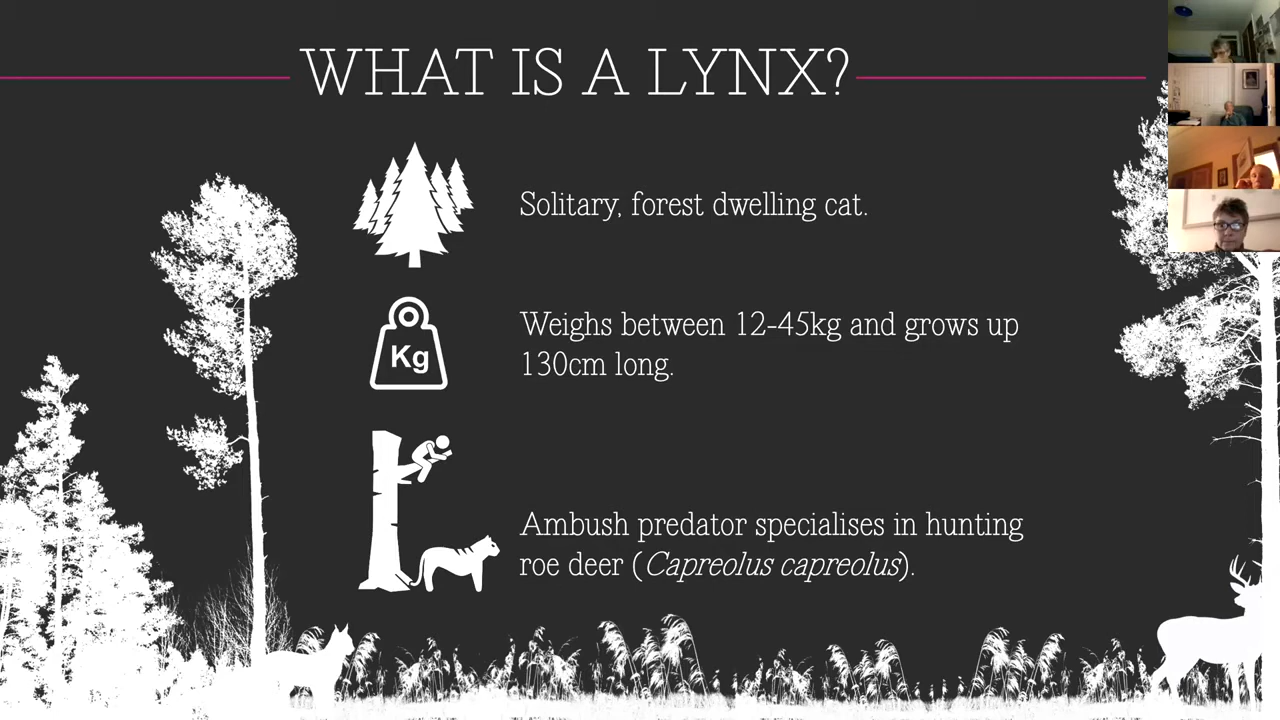 WHAT IS A LYNX?
Solitary, forest dwelling cat.
Kg
Weighs between 12-45kg and grows up
130cm long.
Ambush predator specialises in hunting
roe deer (Capreolus capreolus).